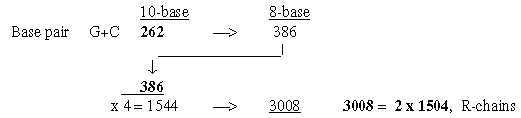 10-base 8-base
Base pair G+C 262 —> 386
386
x 4 = 1544 —> 3008 3008 = 2 x 1504, R-chains